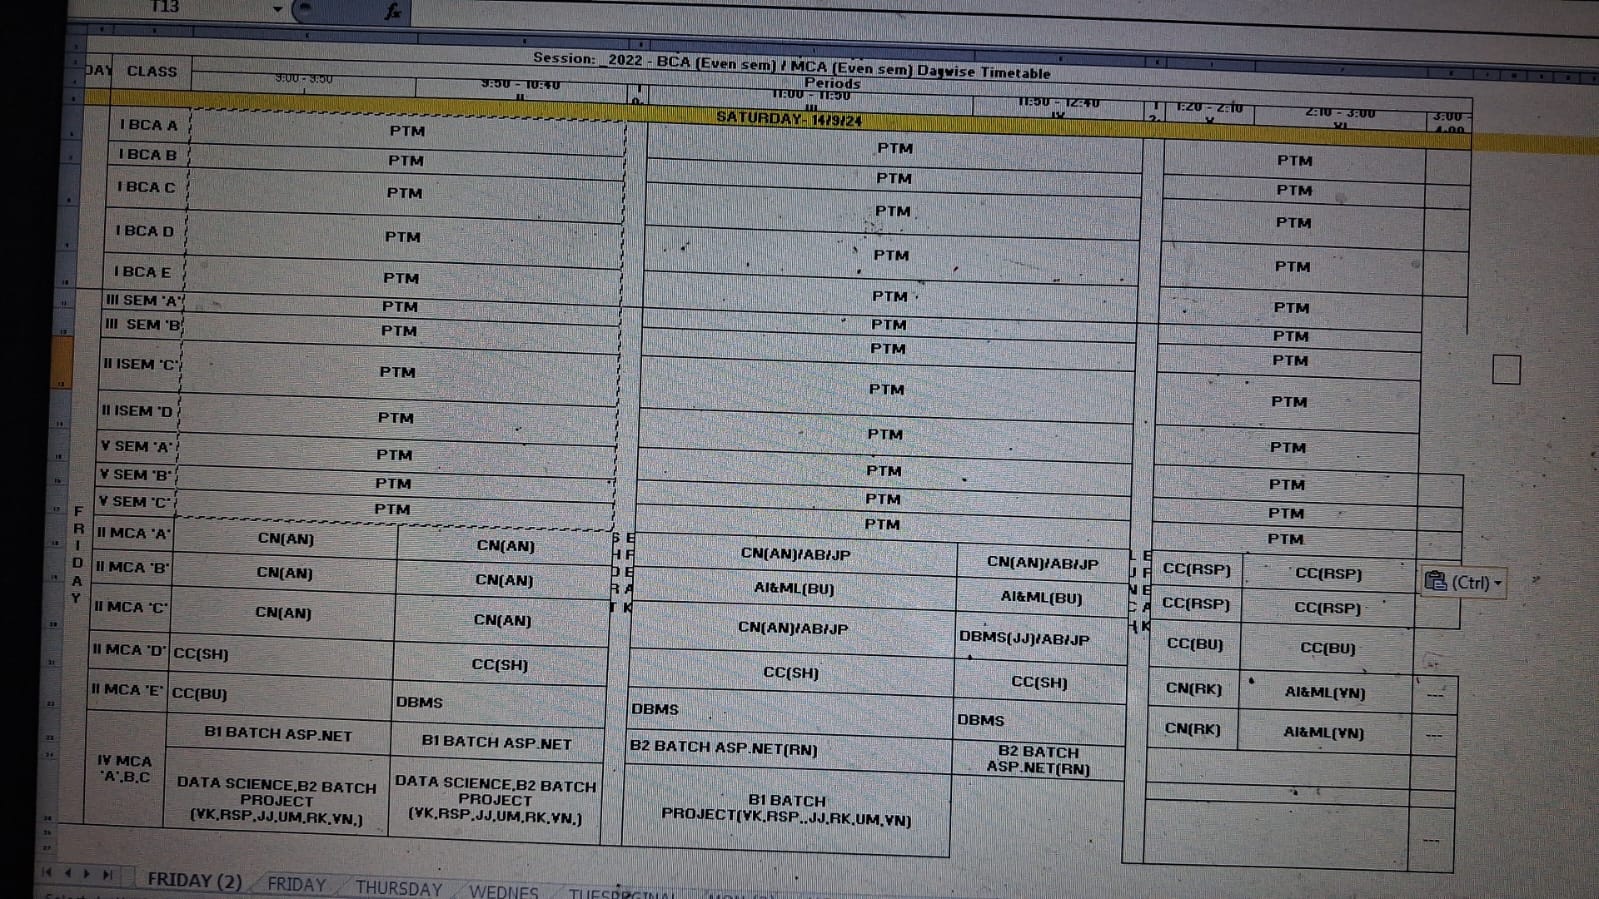 T13 fx
Session: _2022 - BCA (Even sem) / MCA (Even sem) Daywise Timetable
DAY CLASS Periods
9:00 - 9:50 9:50 - 10:40 11:00 - 11:50 11:50 - 12:40 1:20 - 2:10 2:10 - 3:00 3:00 - 4.00
I II III IV V VI
SATURDAY- 14/9/24
I BCA A PTM PTM PTM
I BCA B PTM PTM PTM
I BCA C PTM PTM PTM
I BCA D PTM PTM PTM
I BCA E PTM PTM PTM
III SEM 'A' PTM PTM PTM
III SEM 'B' PTM PTM PTM
II ISEM 'C' PTM PTM PTM
II ISEM 'D PTM PTM PTM
V SEM 'A' PTM PTM PTM
V SEM 'B' PTM PTM PTM
V SEM 'C' PTM PTM PTM
FRIDAY
II MCA 'A' CN(AN) CN(AN) CN(AN)/AB/JP CN(AN)/AB/JP CC(RSP) CC(RSP)
II MCA 'B' CN(AN) CN(AN) AI&ML(BU) AI&ML(BU) CC(RSP) CC(RSP)
II MCA 'C' CN(AN) CN(AN) CN(AN)/AB/JP DBMS(JJ)/AB/JP CC(BU) CC(BU)
II MCA 'D' CC(SH) CC(SH) CC(SH) CC(SH) CN(RK) AI&ML(VN) ---
II MCA 'E' CC(BU) DBMS DBMS DBMS CN(RK) AI&ML(VN) ---
SHORT BREAK
LUNCH BREAK
(Ctrl)
IV MCA 'A',B,C
B1 BATCH ASP.NET B1 BATCH ASP.NET B2 BATCH ASP.NET(RN) B2 BATCH ASP.NET(RN)
DATA SCIENCE,B2 BATCH PROJECT (VK,RSP,JJ,UM,RK,VN,) DATA SCIENCE,B2 BATCH PROJECT (VK,RSP,JJ,UM,RK,VN,) B1 BATCH PROJECT(VK,RSP,,JJ,RK,UM,VN) ---
FRIDAY (2) FRIDAY THURSDAY WEDNES